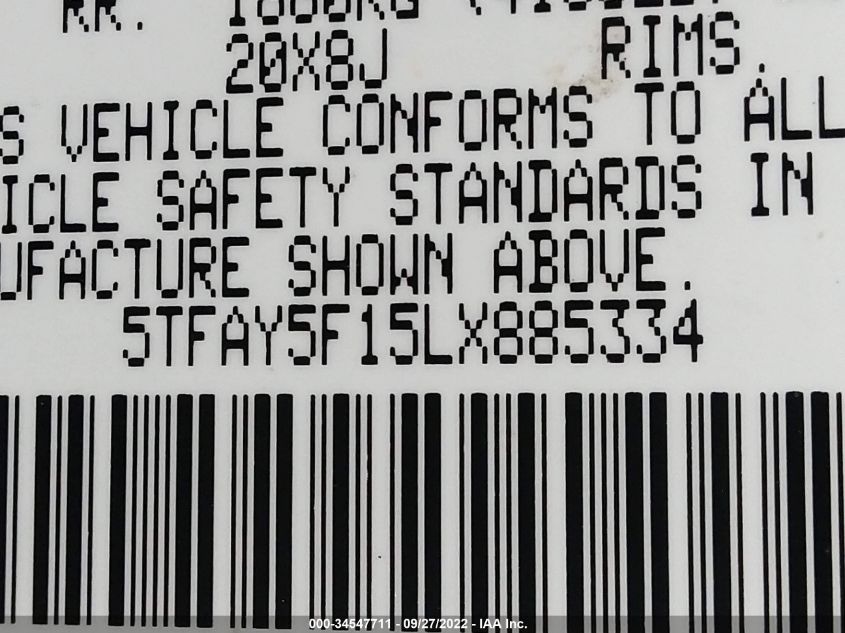 RR.
20X8J RIMS.
S VEHICLE CONFORMS TO ALL
ICLE SAFETY STANDARDS IN
UFACTURE SHOWN ABOVE.
5TFAY5F15LX885334
000-34547711 - 09/27/2022 - IAA Inc.